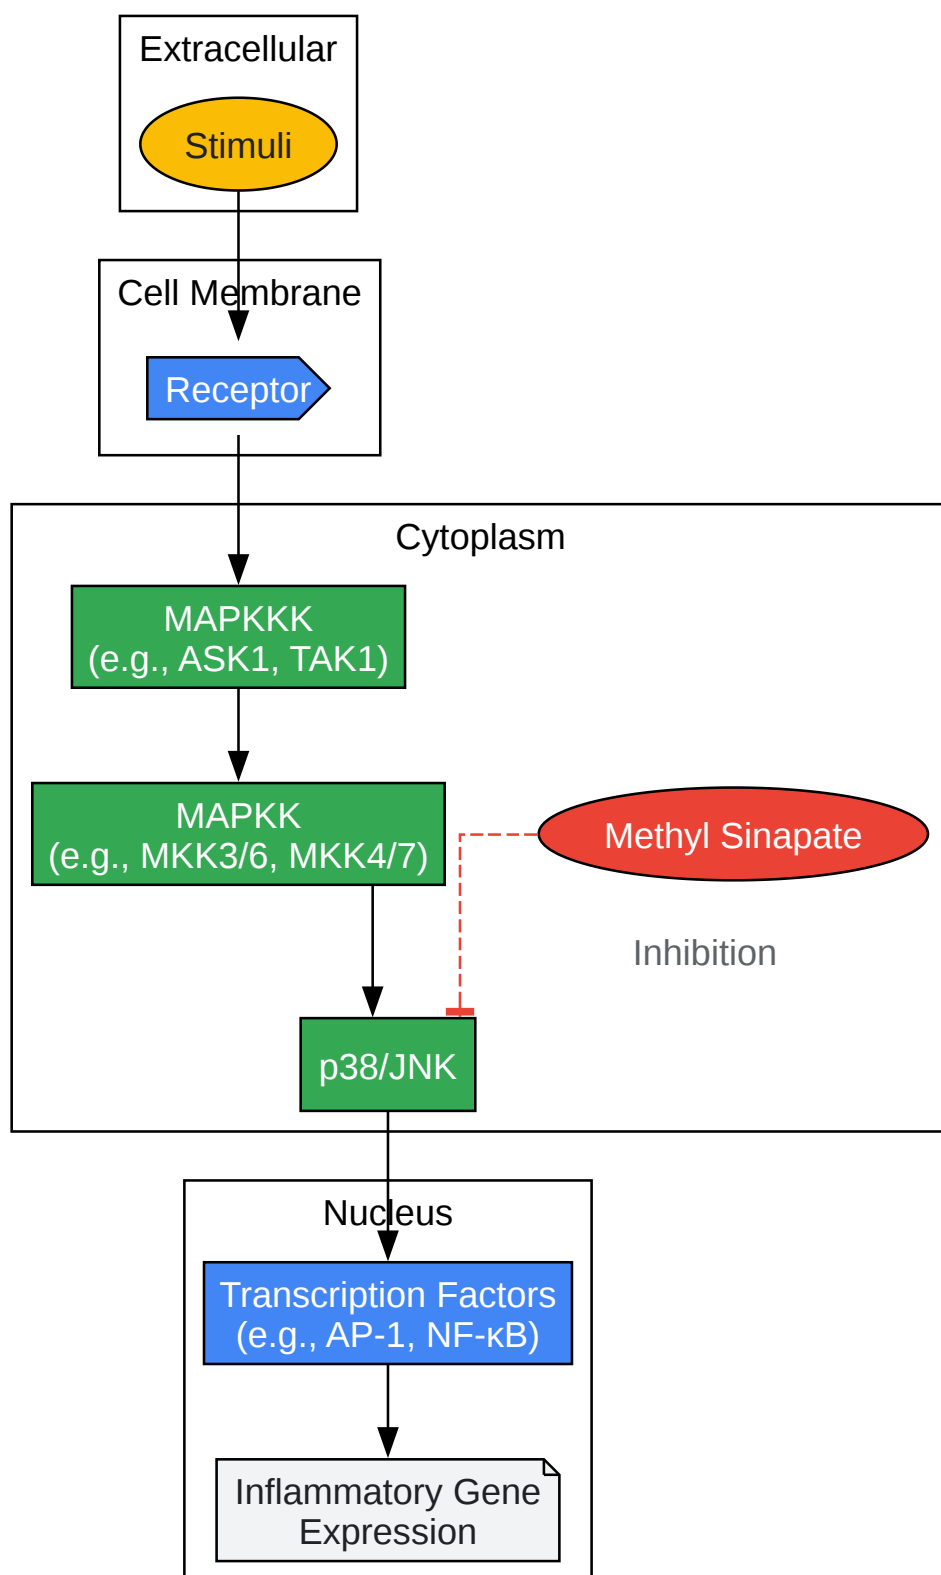 Extracellular
Stimuli
Cell Membrane
Receptor
Cytoplasm
MAPKKK
(e.g., ASK1, TAK1)
MAPKK
(e.g., MKK3/6, MKK4/7)
Methyl Sinapate
Inhibition
p38/JNK
Nucleus
Transcription Factors
(e.g., AP-1, NF-κB)
Inflammatory Gene
Expression